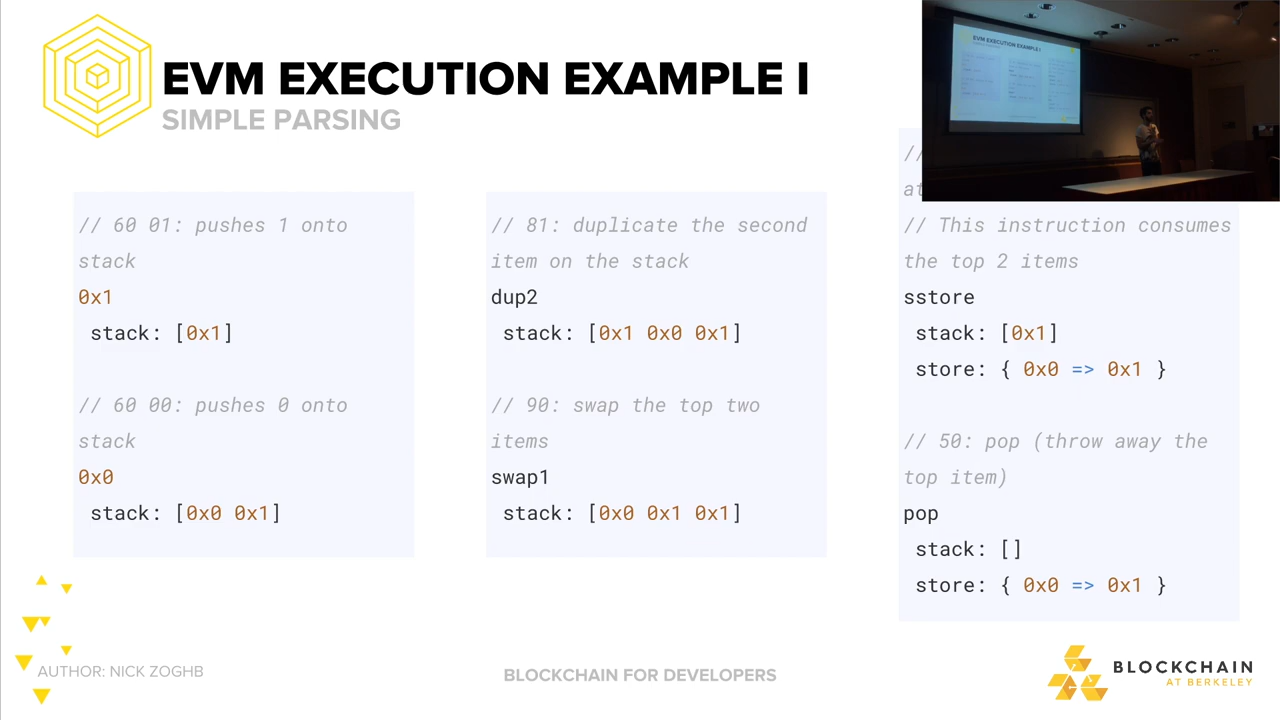 EVM EXECUTION EXAMPLE I
SIMPLE PARSING
// 60 01: pushes 1 onto
stack
0x1
stack: [0x1]
// 60 00: pushes 0 onto
stack
0x0
stack: [0x0 0x1]
// 81: duplicate the second
item on the stack
dup2
stack: [0x1 0x0 0x1]
// 90: swap the top two
items
swap1
stack: [0x0 0x1 0x1]
//
at
// This instruction consumes
the top 2 items
sstore
stack: [0x1]
store: { 0x0 => 0x1 }
// 50: pop (throw away the
top item)
pop
stack: []
store: { 0x0 => 0x1 }
EVM EXECUTION EXAMPLE I
AUTHOR: NICK ZOGHB
BLOCKCHAIN FOR DEVELOPERS
BLOCKCHAIN
AT BERKELEY